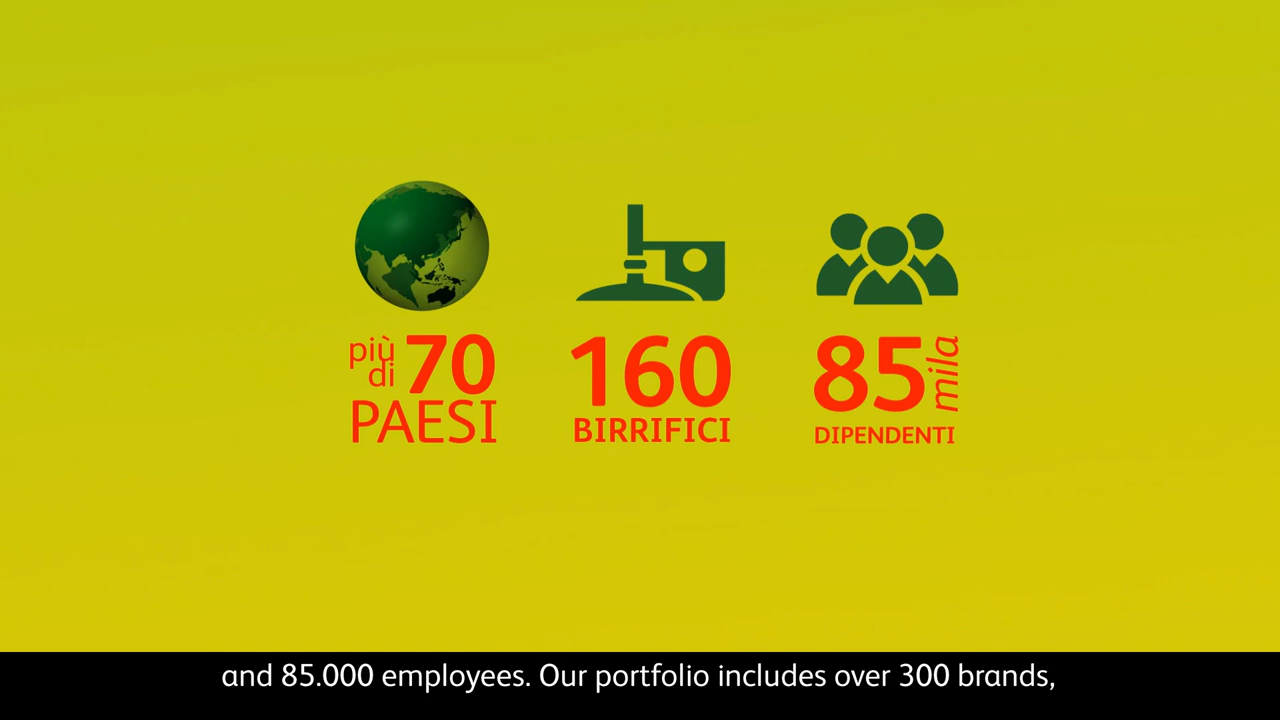 più
di
70
PAESI
160
BIRRIFICI
85
mila
DIPENDENTI
and 85.000 employees. Our portfolio includes over 300 brands,